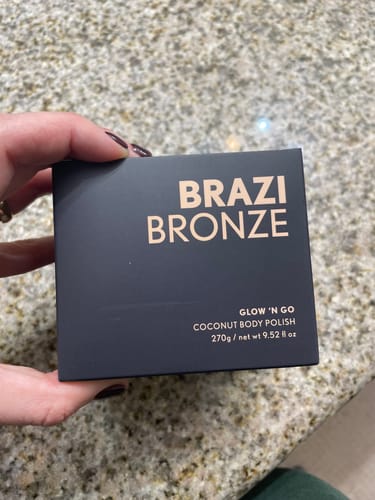 BRAZI
BRONZE
GLOW 'N GO
COCONUT BODY POLISH
270g / net wt 9.52 fl oz